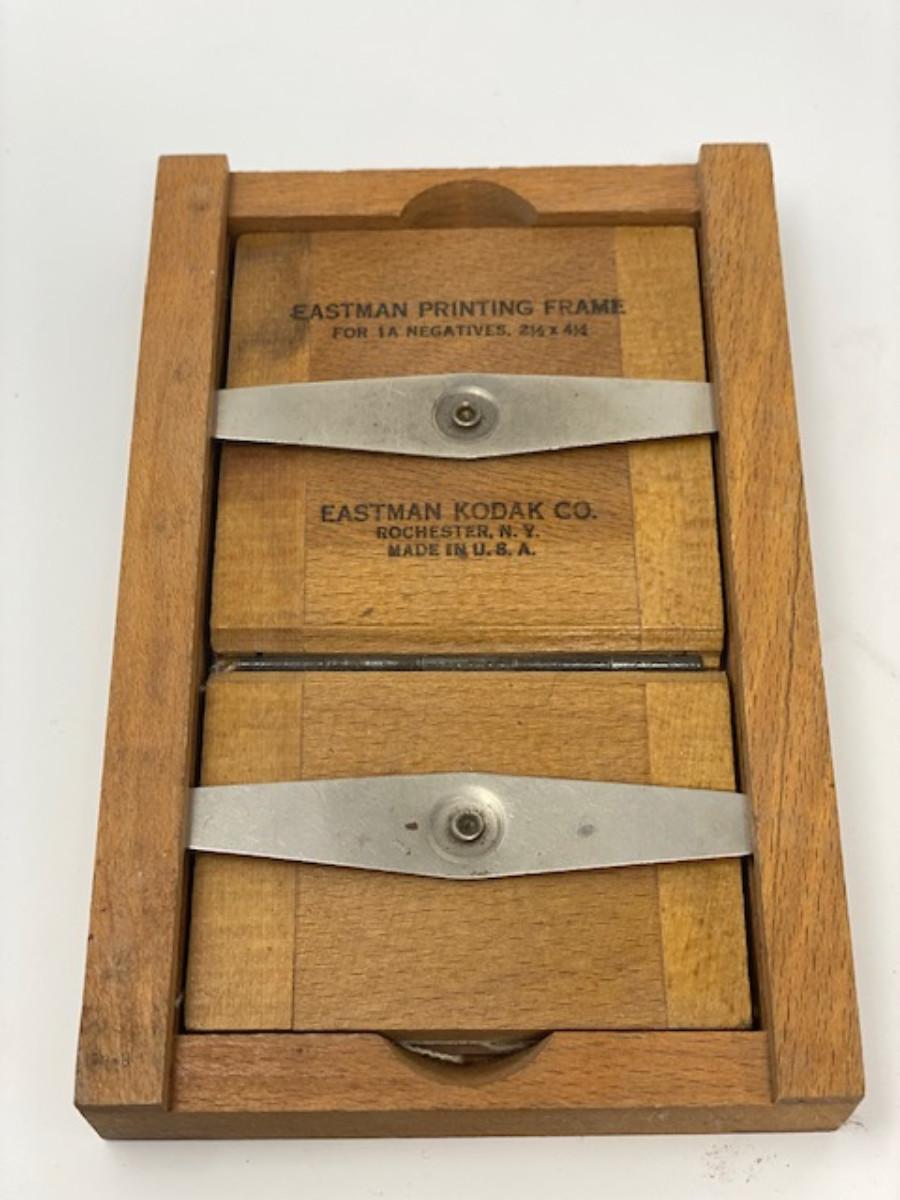 EASTMAN PRINTING FRAME
FOR 1A NEGATIVES. 2½ x 4¼
EASTMAN KODAK CO.
ROCHESTER, N. Y.
MADE IN U. S. A.